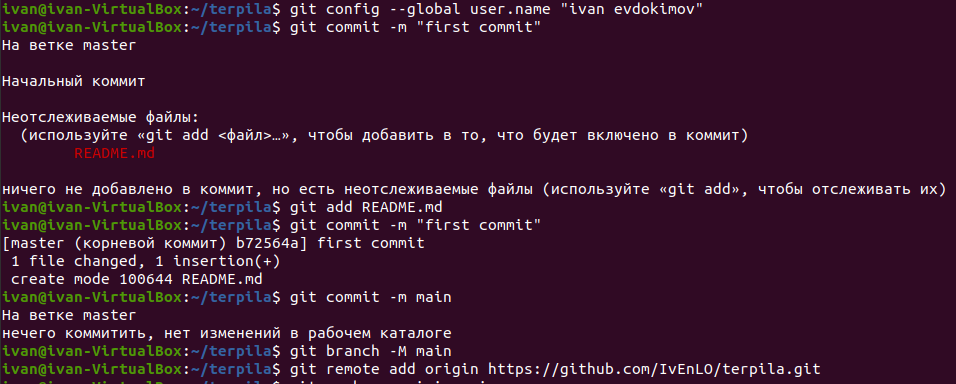 ivan@ivan-VirtualBox:~/terpila$ git config --global user.name "ivan evdokimov"
ivan@ivan-VirtualBox:~/terpila$ git commit -m "first commit"
На ветке master
Начальный коммит
Неотслеживаемые файлы:
(используйте «git add <файл>…», чтобы добавить в то, что будет включено в коммит)
README.md
ничего не добавлено в коммит, но есть неотслеживаемые файлы (используйте «git add», чтобы отслеживать их)
ivan@ivan-VirtualBox:~/terpila$ git add README.md
ivan@ivan-VirtualBox:~/terpila$ git commit -m "first commit"
[master (корневой коммит) b72564a] first commit
1 file changed, 1 insertion(+)
create mode 100644 README.md
ivan@ivan-VirtualBox:~/terpila$ git commit -m main
На ветке master
нечего коммитить, нет изменений в рабочем каталоге
ivan@ivan-VirtualBox:~/terpila$ git branch -M main
ivan@ivan-VirtualBox:~/terpila$ git remote add origin https://github.com/IvEnLO/terpila.git